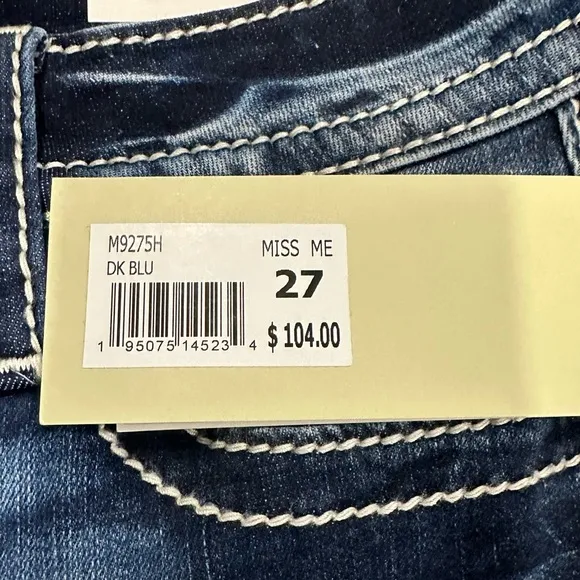 M9275H
DK BLU
MISS ME
27
$ 104.00
1 95075 14523 4